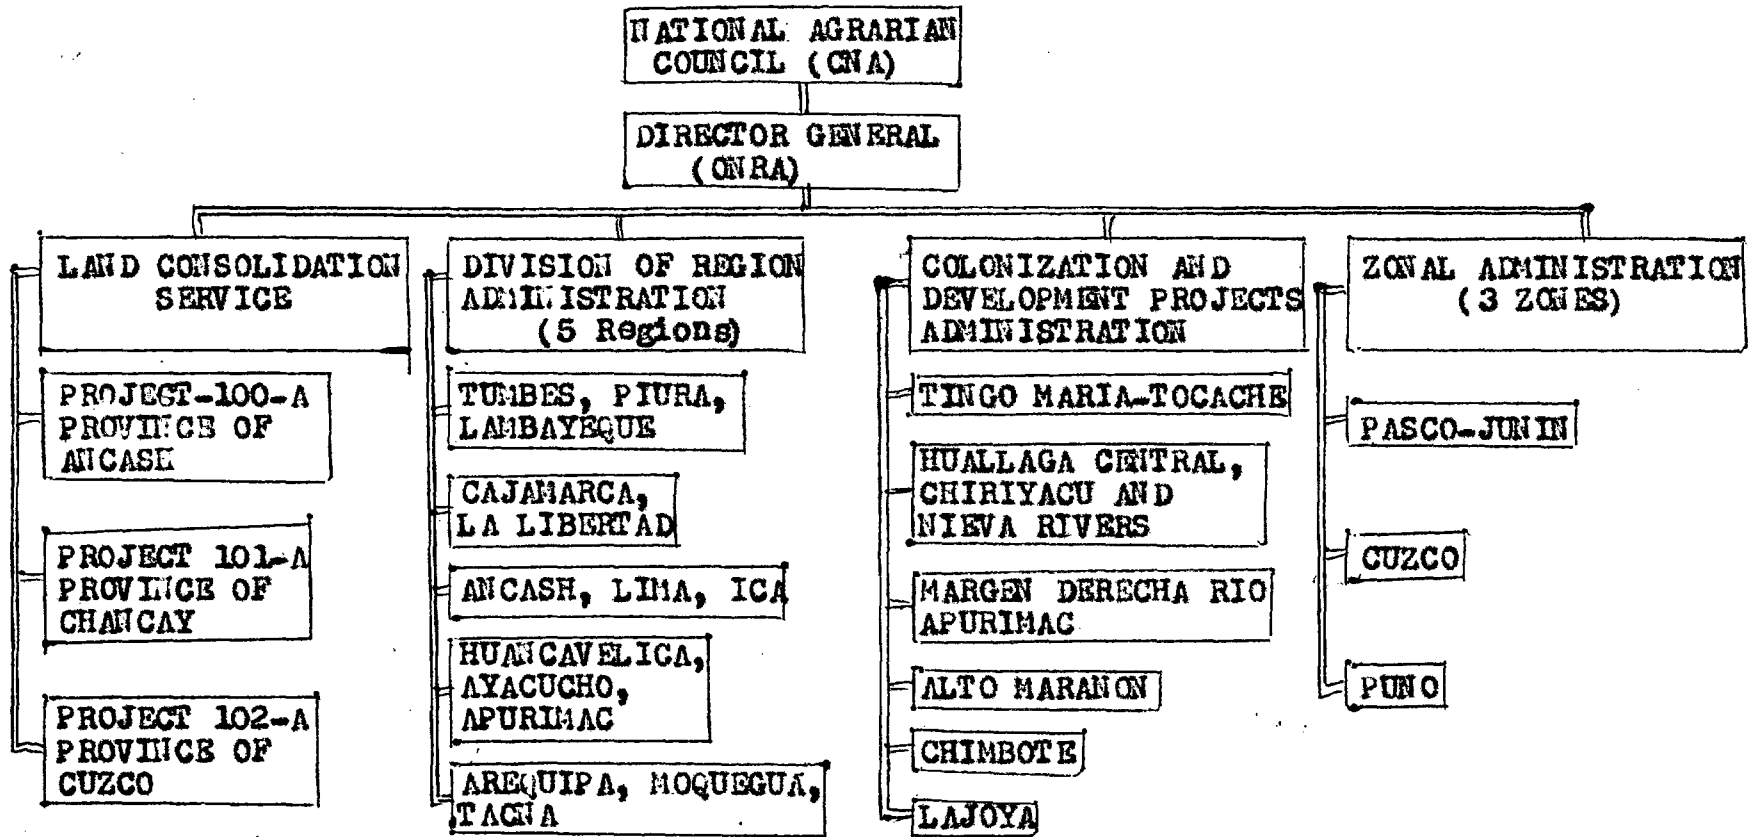 NATIONAL AGRARIAN
COUNCIL (CNA)
DIRECTOR GENERAL
(ONRA)
LAND CONSOLIDATION
SERVICE
PROJECT-100-A
PROVINCE OF
ANCASH
PROJECT 101-A
PROVINCE OF
CHANCAY
PROJECT 102-A
PROVINCE OF
CUZCO
DIVISION OF REGION
ADMINISTRATION
(5 Regions)
TUMBES, PIURA,
LAMBAYEQUE
CAJAMARCA,
LA LIBERTAD
ANCASH, LIMA, ICA
HUANCAVELICA,
AYACUCHO,
APURIMAC
AREQUIPA, MOQUEGUA,
TACNA
COLONIZATION AND
DEVELOPMENT PROJECTS
ADMINISTRATION
TINGO MARIA-TOCACHE
HUALLAGA CENTRAL,
CHIRIYACU AND
NIEVA RIVERS
MARGEN DERECHA RIO
APURIMAC
ALTO MARANON
CHIMBOTE
LAJOYA
ZONAL ADMINISTRATION
(3 ZONES)
PASCO-JUNIN
CUZCO
PUNO